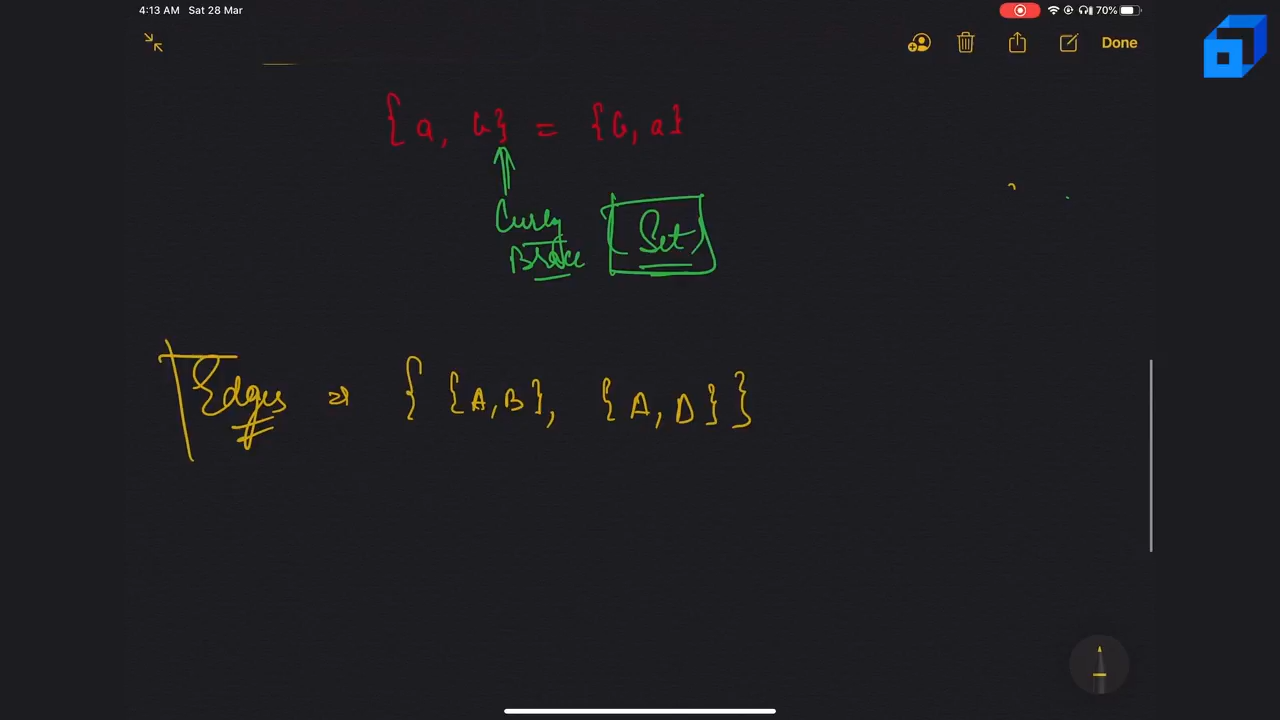 4:13 AM Sat 28 Mar
70%
Done
{a, b} = {b, a}
Curly
Brace
(Set)
Edges ⇒ { {A,B}, {A,D} }